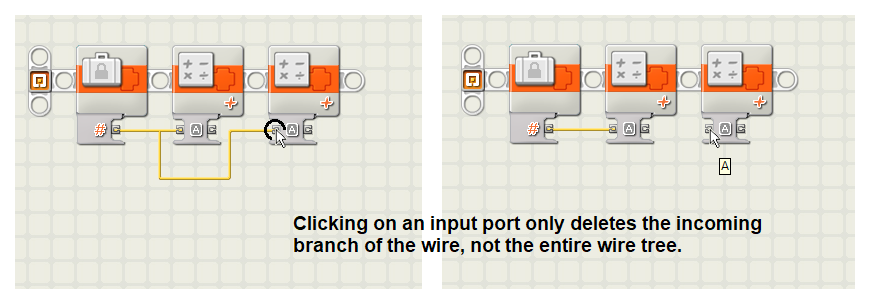 #
A
A
#
A
A
A
Clicking on an input port only deletes the incoming
branch of the wire, not the entire wire tree.